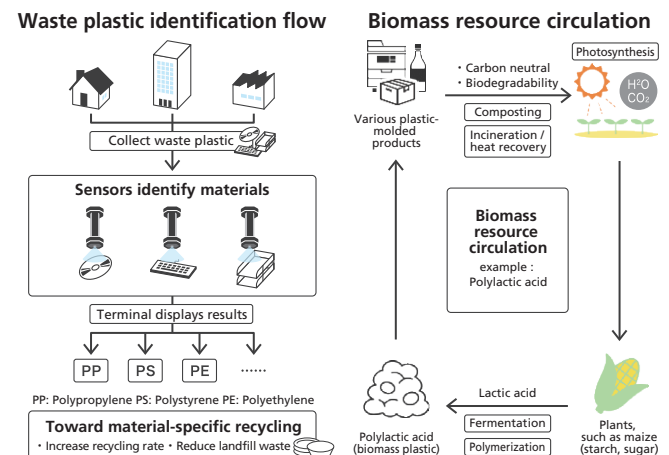 Waste plastic identification flow
Collect waste plastic
Sensors identify materials
Terminal displays results
PP
PS
PE
......
PP: Polypropylene PS: Polystyrene PE: Polyethylene
Toward material-specific recycling
・Increase recycling rate ・Reduce landfill waste
Biomass resource circulation
Various plastic-
molded
products
・Carbon neutral
・Biodegradability
Composting
Incineration /
heat recovery
Photosynthesis
H²O
CO₂
Biomass
resource
circulation
example :
Polylactic acid
Polylactic acid
(biomass plastic)
Lactic acid
Fermentation
Polymerization
Plants,
such as maize
(starch, sugar)